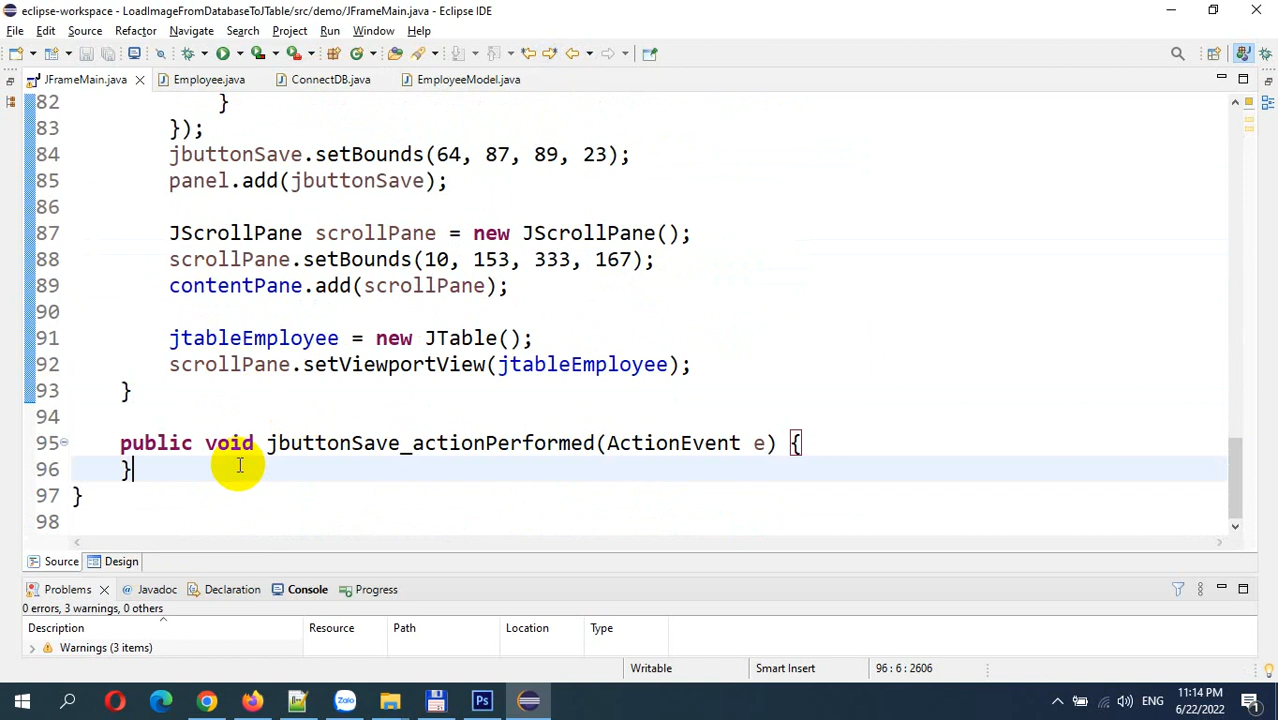 eclipse-workspace - LoadImageFromDatabaseToJTable/src/demo/JFrameMain.java - Eclipse IDE
File Edit Source Refactor Navigate Search Project Run Window Help
JFrameMain.java Employee.java ConnectDB.java EmployeeModel.java
82 }
83 });
84 jbuttonSave.setBounds(64, 87, 89, 23);
85 panel.add(jbuttonSave);
86
87 JScrollPane scrollPane = new JScrollPane();
88 scrollPane.setBounds(10, 153, 333, 167);
89 contentPane.add(scrollPane);
90
91 jtableEmployee = new JTable();
92 scrollPane.setViewportView(jtableEmployee);
93 }
94
95 public void jbuttonSave_actionPerformed(ActionEvent e) {
96 }
97 }
98
Source Design
Problems Javadoc Declaration Console Progress
0 errors, 3 warnings, 0 others
Description Resource Path Location Type
Warnings (3 items)
Writable Smart Insert 96 : 6 : 2606
Zalo Ps ENG 11:14 PM
6/22/2022